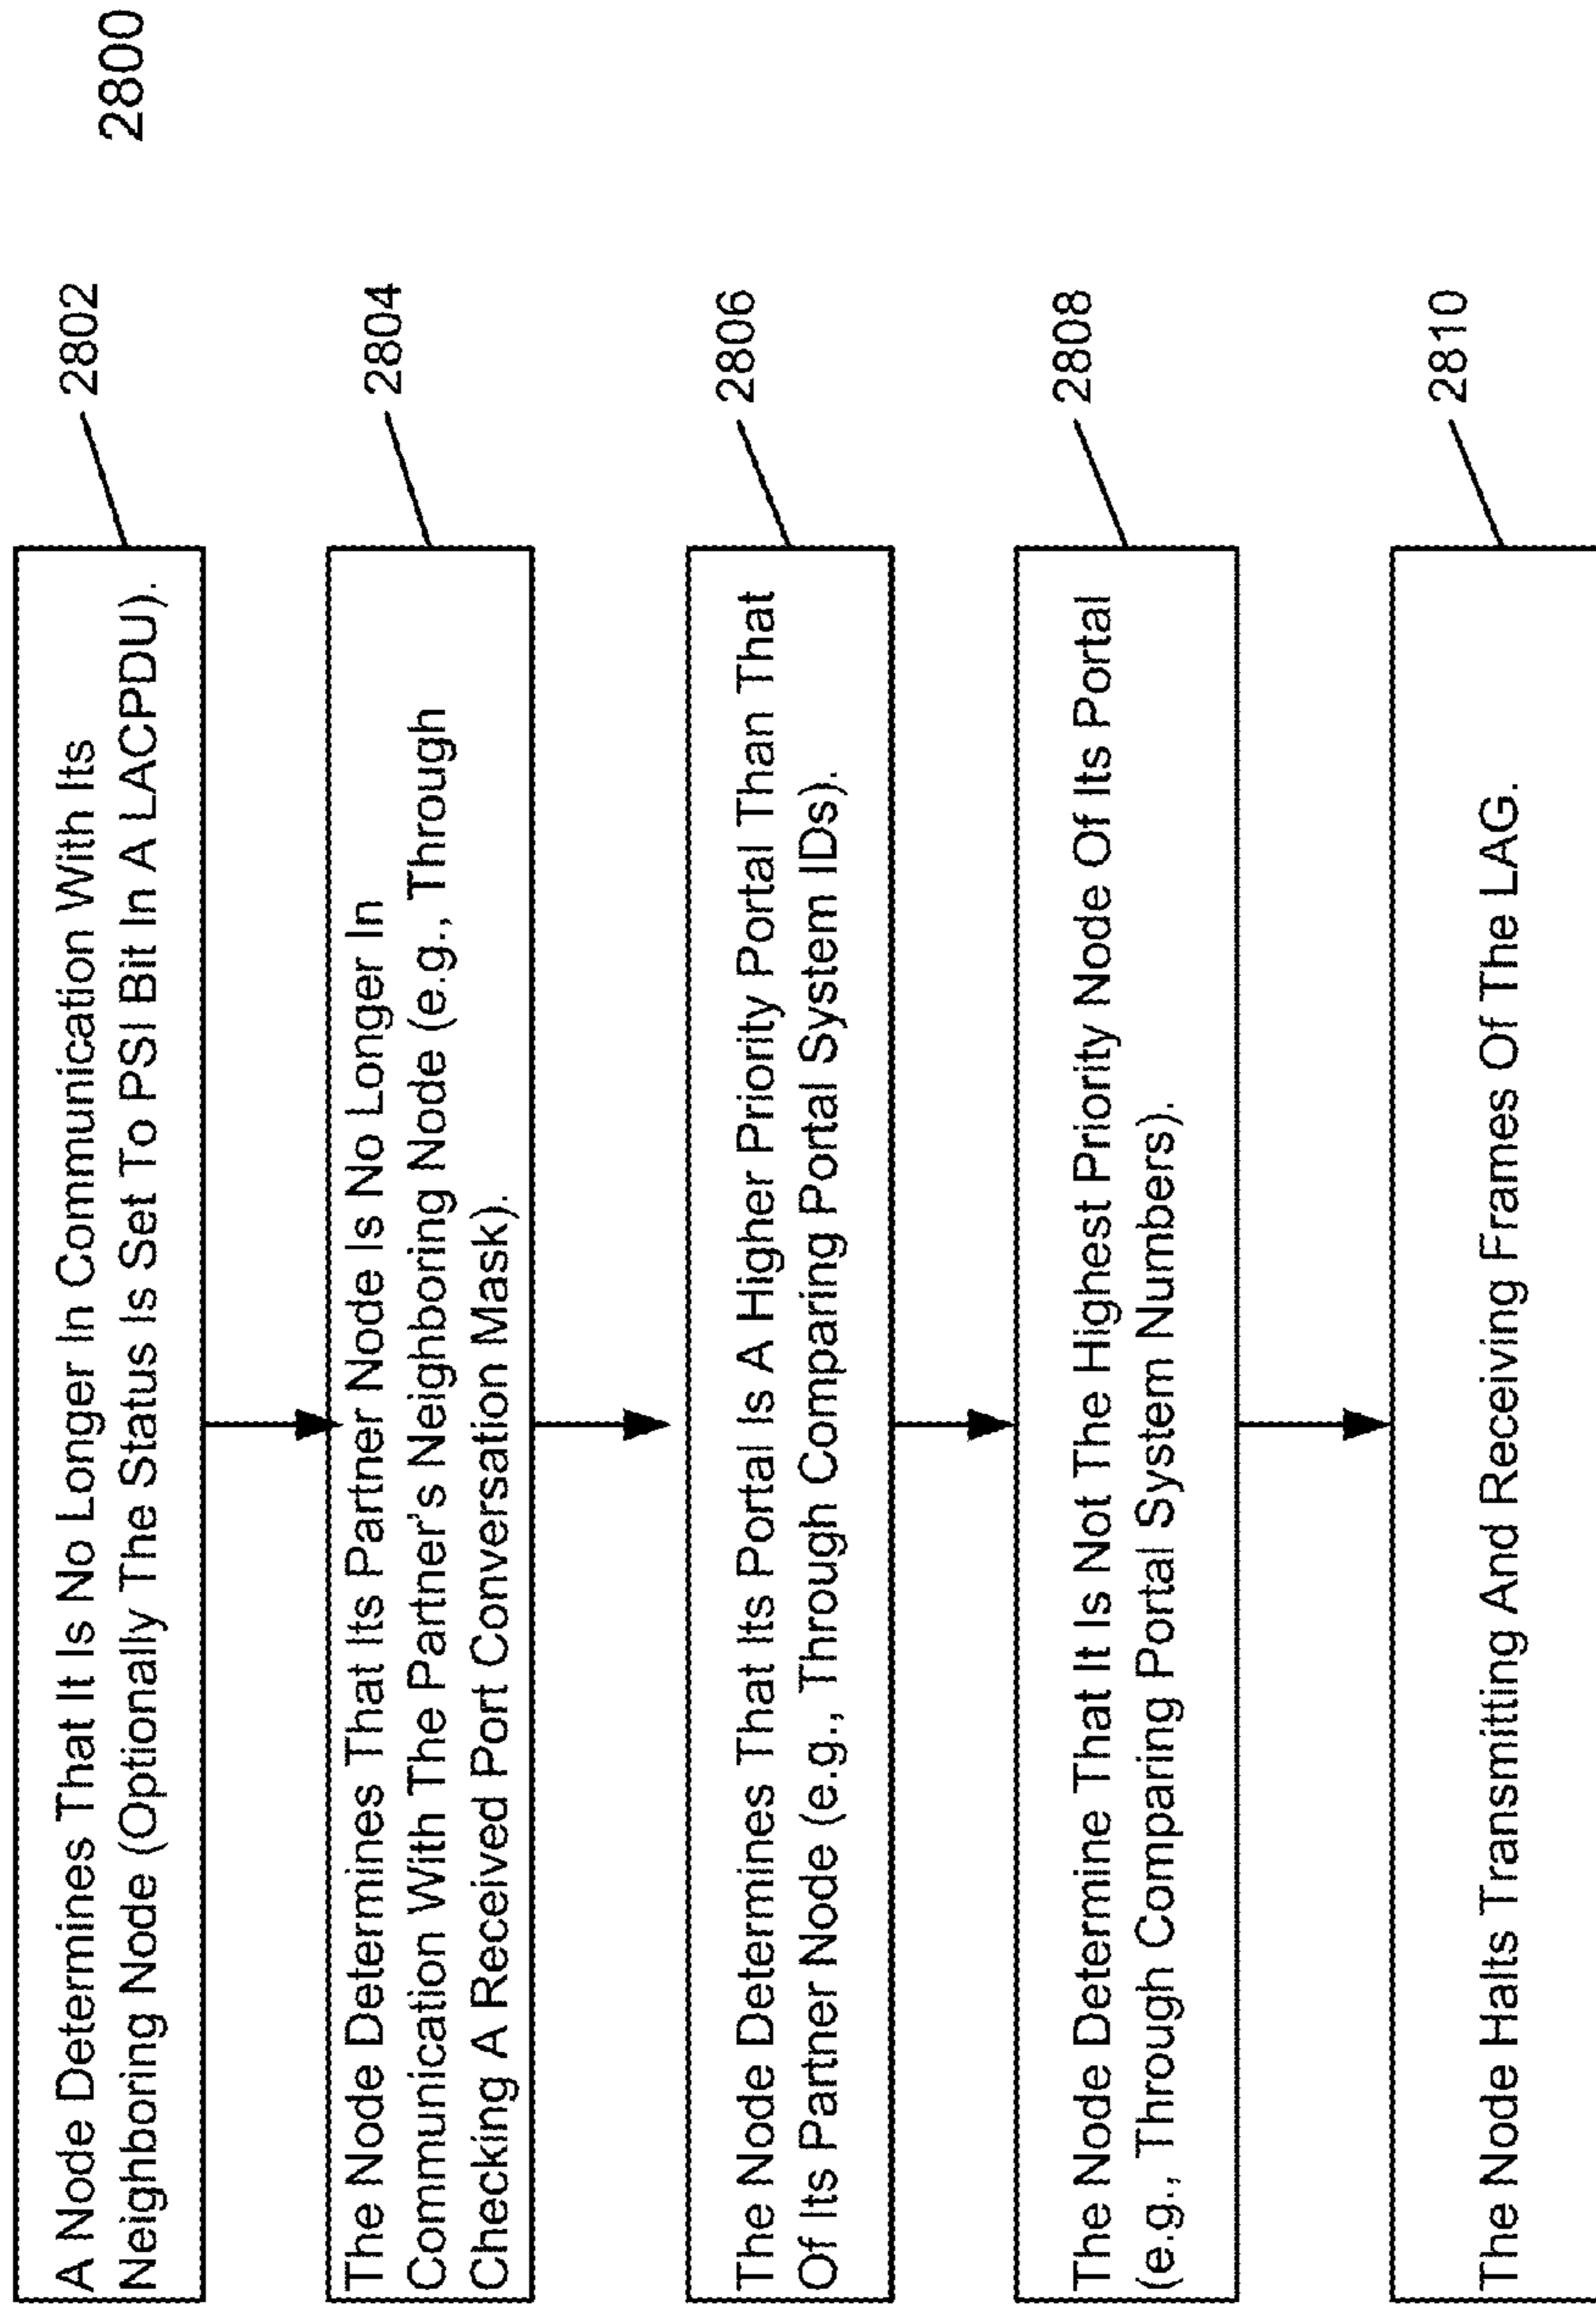 2800
A Node Determines That It Is No Longer In Communication With Its
Neighboring Node (Optionally The Status Is Set To PSI Bit In A LACPDU).
2802
The Node Determines That Its Partner Node Is No Longer In
Communication With The Partner's Neighboring Node (e.g., Through
Checking A Received Port Conversation Mask).
2804
The Node Determines That Its Portal Is A Higher Priority Portal Than That
Of Its Partner Node (e.g., Through Comparing Portal System IDs).
2806
The Node Determine That It Is Not The Highest Priority Node Of Its Portal
(e.g., Through Comparing Portal System Numbers).
2808
The Node Halts Transmitting And Receiving Frames Of The LAG.
2810